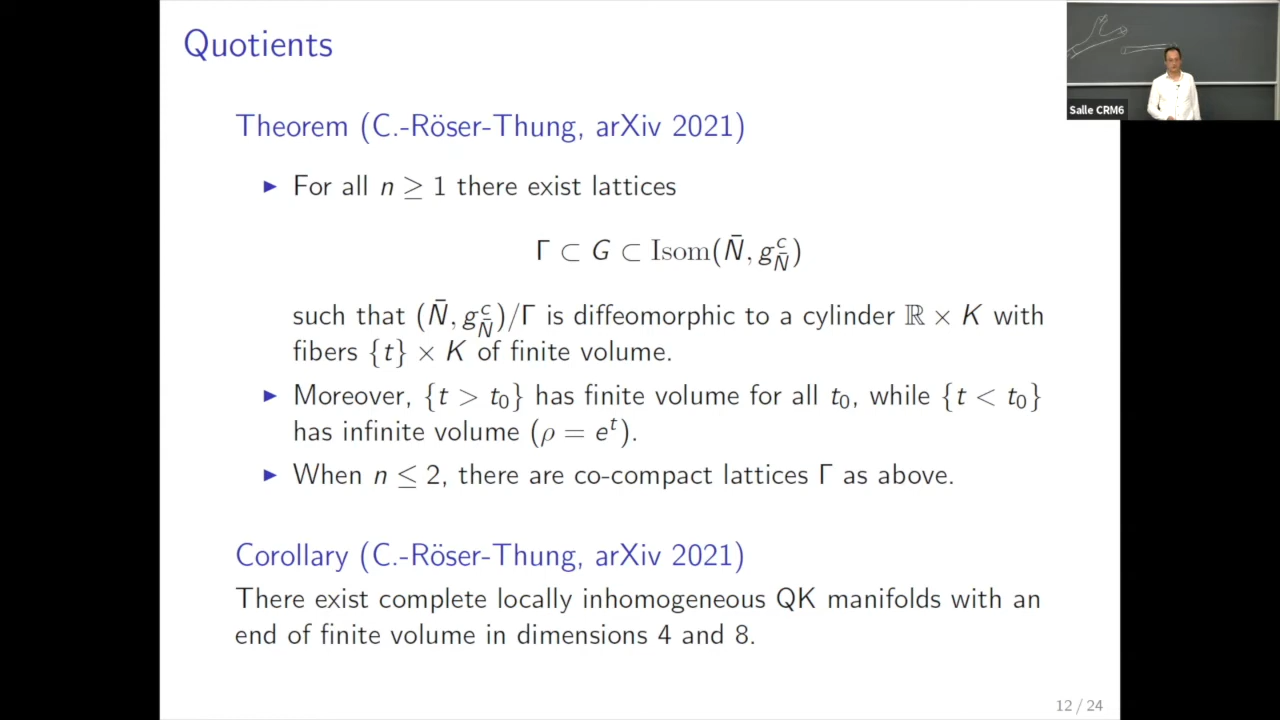 Quotients
Salle CRM6
Theorem (C.-Röser-Thung, arXiv 2021)
▶ For all n ≥ 1 there exist lattices
Γ ⊂ G ⊂ Isom(N̄, g^c_N̄)
such that (N̄, g^c_N̄)/Γ is diffeomorphic to a cylinder ℝ × K with
fibers {t} × K of finite volume.
▶ Moreover, {t > t₀} has finite volume for all t₀, while {t < t₀}
has infinite volume (ρ = eᵗ).
▶ When n ≤ 2, there are co-compact lattices Γ as above.
Corollary (C.-Röser-Thung, arXiv 2021)
There exist complete locally inhomogeneous QK manifolds with an
end of finite volume in dimensions 4 and 8.
12 / 24